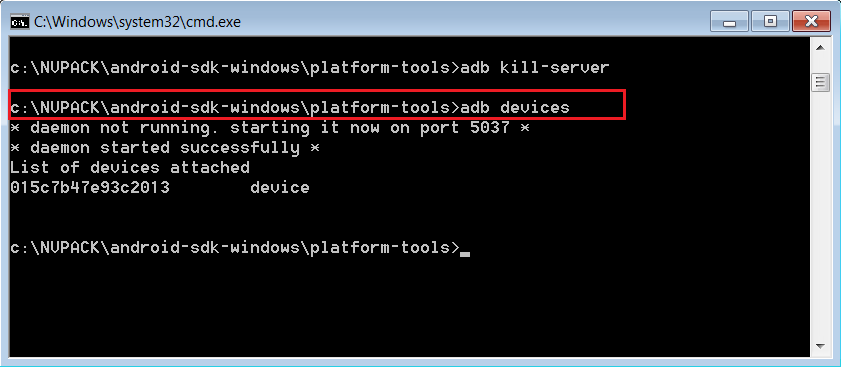 C:\Windows\system32\cmd.exe
c:\NVPACK\android-sdk-windows\platform-tools>adb kill-server
c:\NVPACK\android-sdk-windows\platform-tools>adb devices
* daemon not running. starting it now on port 5037 *
* daemon started successfully *
List of devices attached
015c7b47e93c2013        device
c:\NVPACK\android-sdk-windows\platform-tools>_